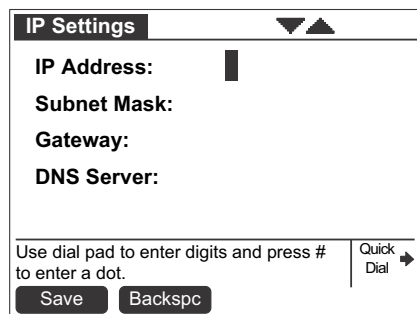 IP Settings
IP Address:
Subnet Mask:
Gateway:
DNS Server:
Use dial pad to enter digits and press #
to enter a dot.
Quick
Dial
Save Backspc